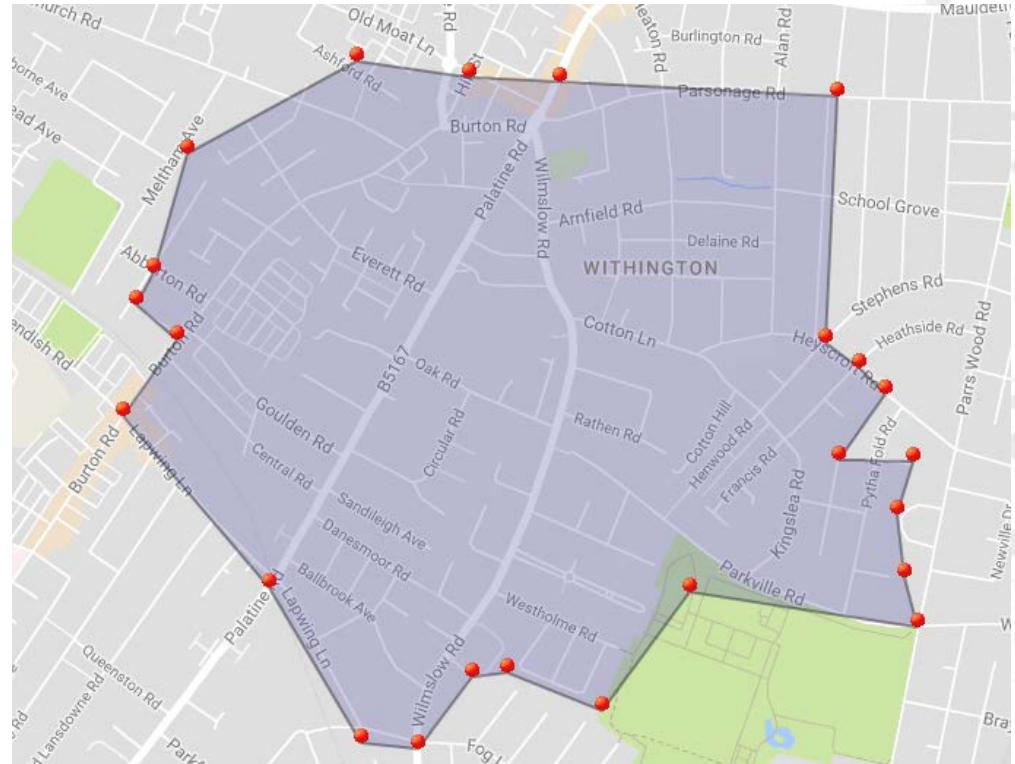 hurch Rd
Old Moat Ln
Rd
Ashford Rd
Burlington Rd
Alan Rd
Parsonage Rd
Burton Rd
Palatine Rd
Wilmslow Rd
Meltham Ave
School Grove
Arnfield Rd
Delaine Rd
WITHINGTON
Everett Rd
Abberton Rd
Stephens Rd
Heathside Rd
Heyscroft Rd
Parrs Wood Rd
Cotton Ln
Burton Rd
B5167
Oak Rd
Goulden Rd
Central Rd
Circular Rd
Rathen Rd
Cotton Hill
Henwood Rd
Francis Rd
Kingslea Rd
Pytha Fold Rd
Burton Rd
Lapwing Ln
Sandileigh Ave
Danesmoor Rd
Ballbrook Ave
Lapwing Ln
Palatine
Westholme Rd
Parkville Rd
Wilmslow Rd
Queenston Rd
Lansdowne Rd
Fog L
Bray